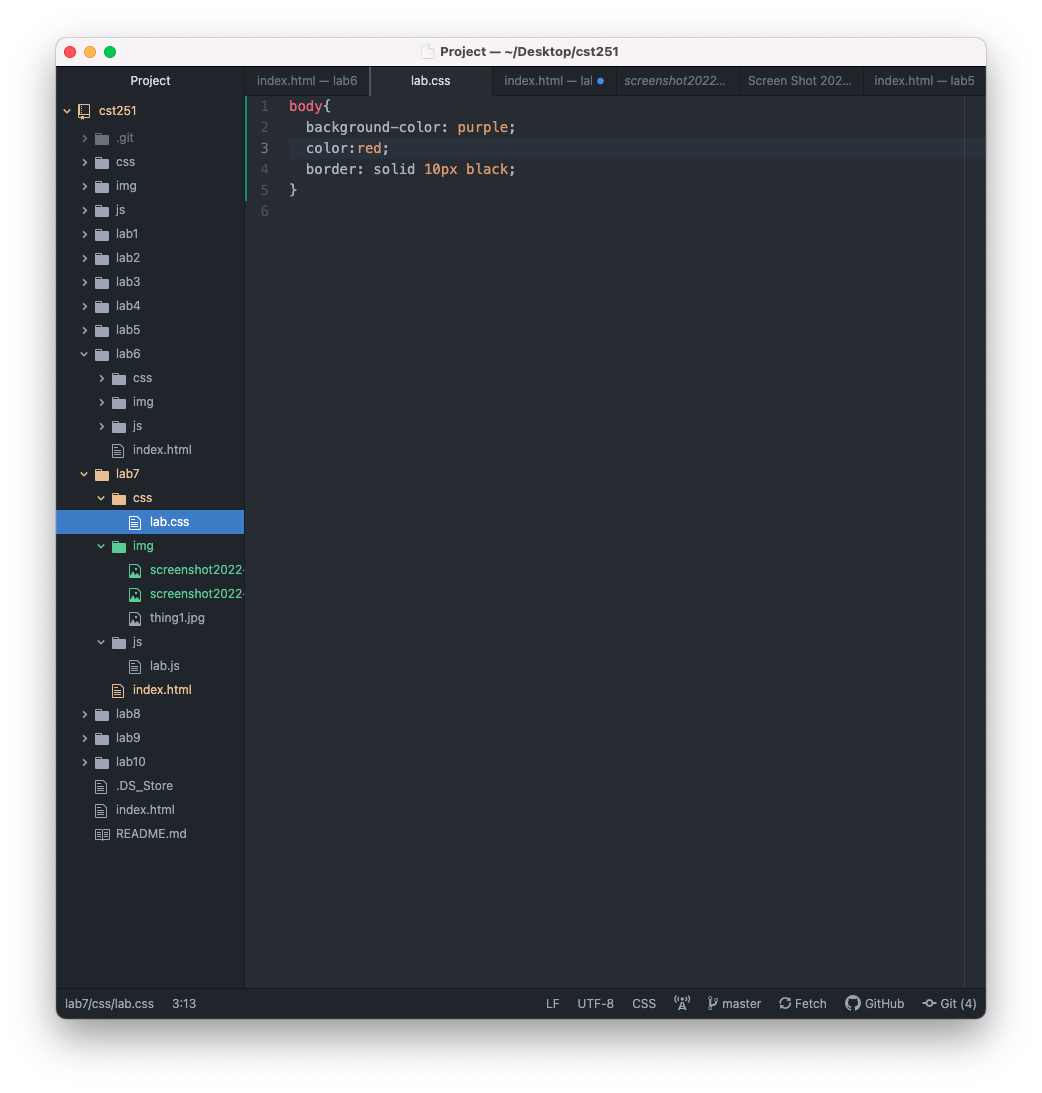 Project — ~/Desktop/cst251
Project
index.html — lab6
lab.css
index.html — lal
screenshot2022...
Screen Shot 202...
index.html — lab5
cst251
.git
css
img
js
lab1
lab2
lab3
lab4
lab5
lab6
css
img
js
index.html
lab7
css
lab.css
img
screenshot2022-
screenshot2022-
thing1.jpg
js
lab.js
index.html
lab8
lab9
lab10
.DS_Store
index.html
README.md
1 body{
2 background-color: purple;
3 color:red;
4 border: solid 10px black;
5 }
6
lab7/css/lab.css 3:13 LF UTF-8 CSS master Fetch GitHub Git (4)